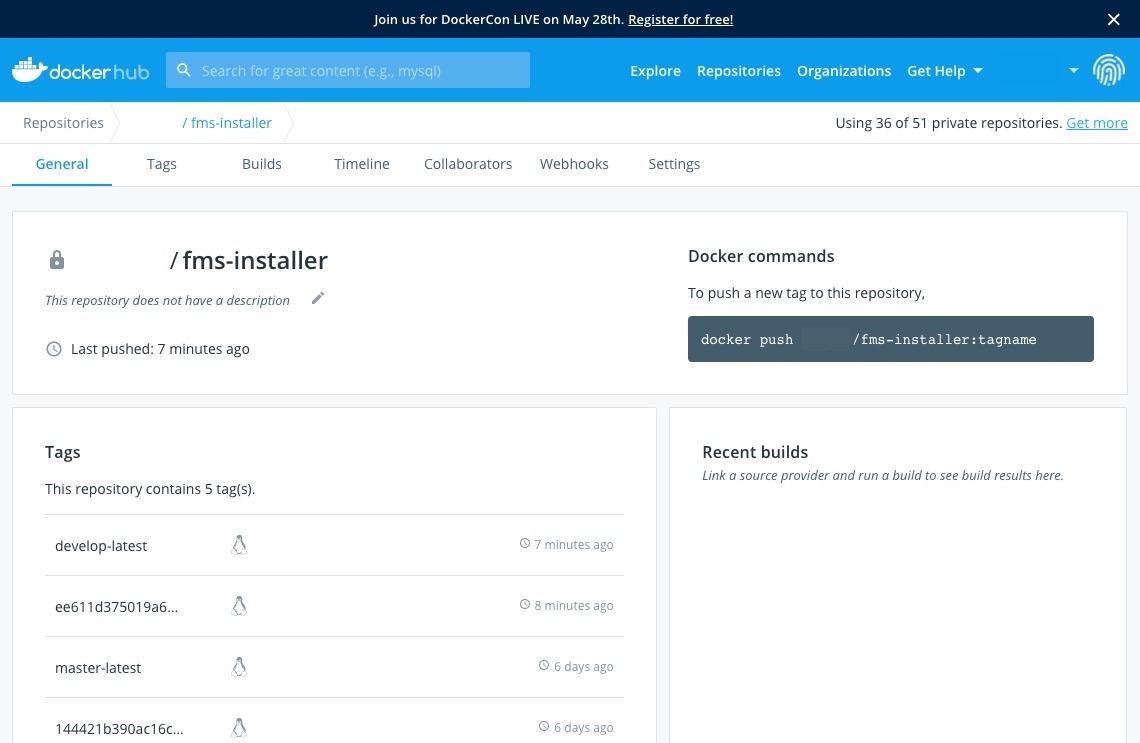 Join us for DockerCon LIVE on May 28th. Register for free!
dockerhub
Search for great content (e.g., mysql)
Explore
Repositories
Organizations
Get Help
Repositories
/ fms-installer
Using 36 of 51 private repositories. Get more
General
Tags
Builds
Timeline
Collaborators
Webhooks
Settings
/ fms-installer
This repository does not have a description
Last pushed: 7 minutes ago
Docker commands
To push a new tag to this repository,
docker push /fms-installer:tagname
Tags
This repository contains 5 tag(s).
develop-latest
7 minutes ago
ee611d375019a6...
8 minutes ago
master-latest
6 days ago
144421b390ac16c...
6 days ago
Recent builds
Link a source provider and run a build to see build results here.